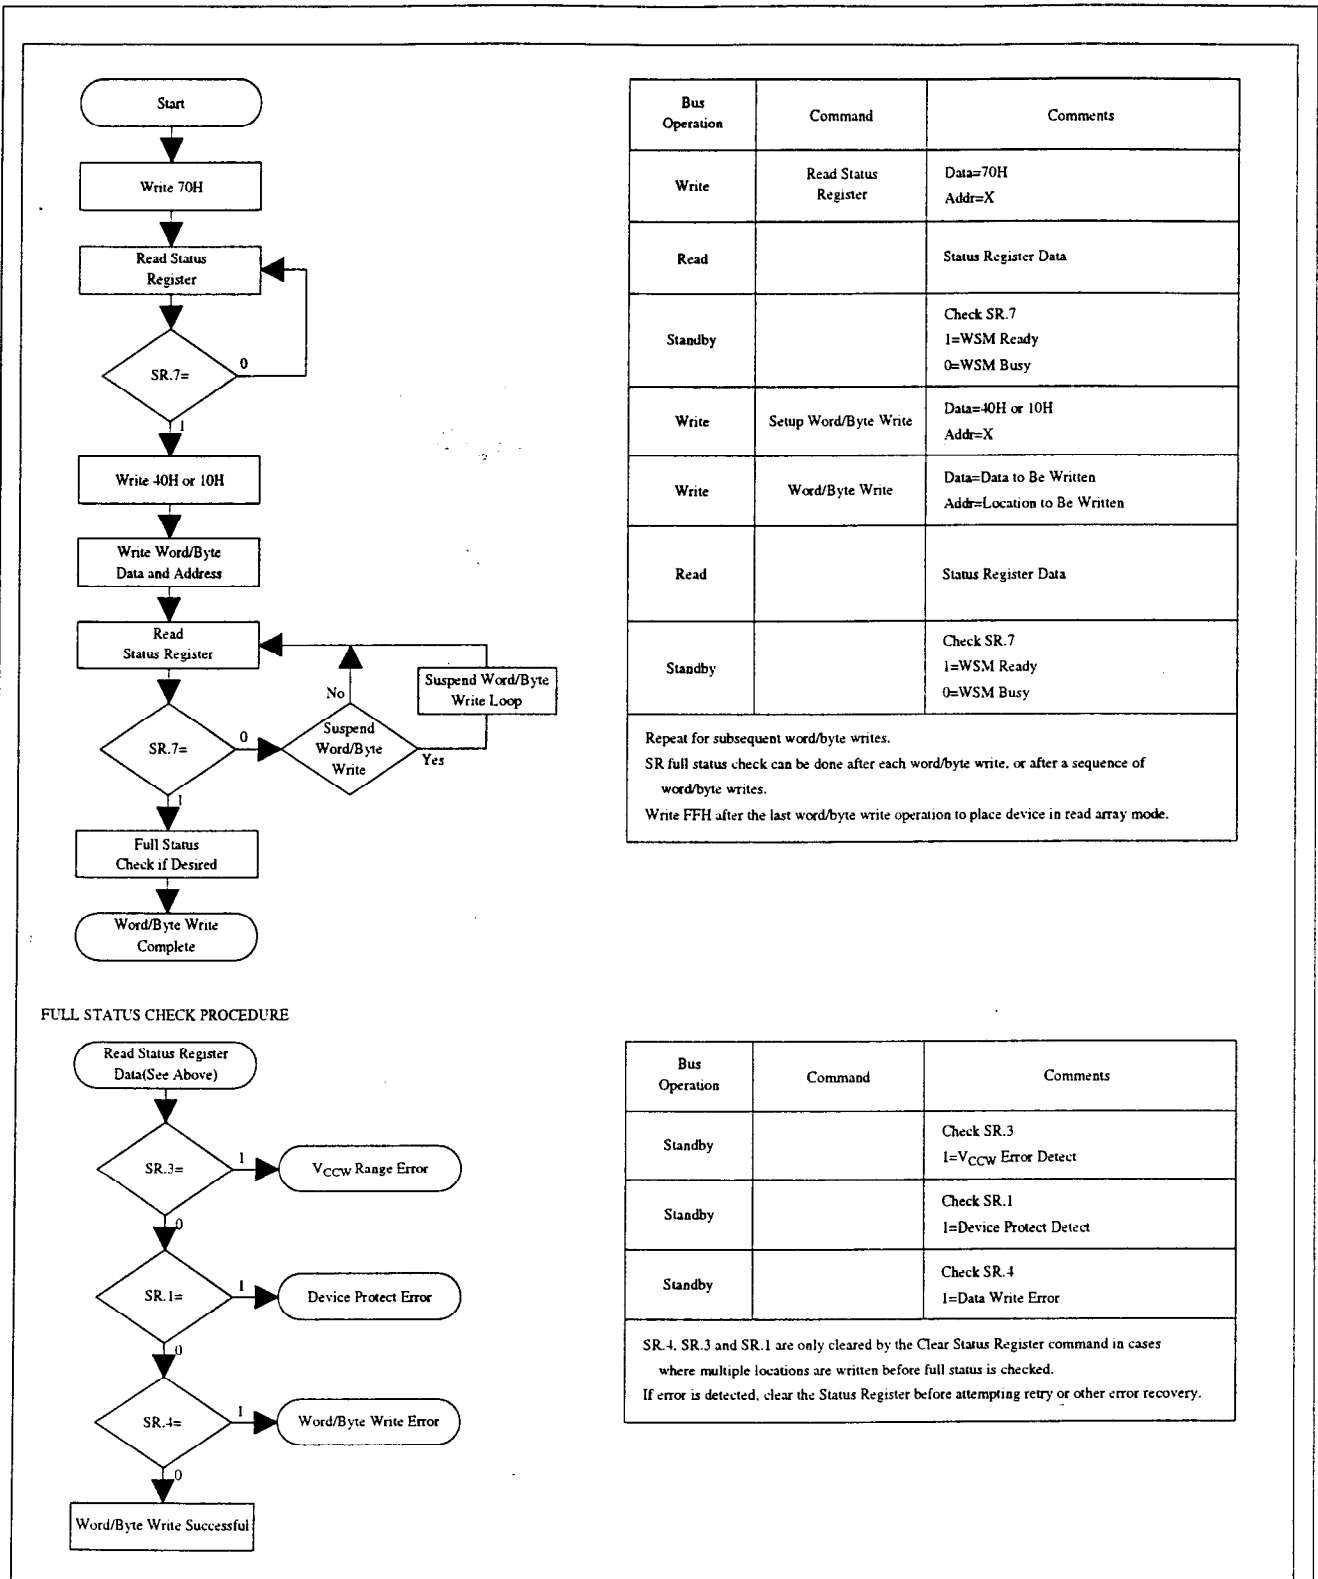 Start
Write 70H
Read Status
Register
SR.7=
0
1
Write 40H or 10H
Write Word/Byte
Data and Address
Read
Status Register
SR.7=
0
1
No
Suspend
Word/Byte
Write
Yes
Suspend Word/Byte
Write Loop
Full Status
Check if Desired
Word/Byte Write
Complete
Bus
Operation
Command
Comments
Write
Read Status
Register
Data=70H
Addr=X
Read
Status Register Data
Standby
Check SR.7
1=WSM Ready
0=WSM Busy
Write
Setup Word/Byte Write
Data=40H or 10H
Addr=X
Write
Word/Byte Write
Data=Data to Be Written
Addr=Location to Be Written
Read
Status Register Data
Standby
Check SR.7
1=WSM Ready
0=WSM Busy
Repeat for subsequent word/byte writes.
SR full status check can be done after each word/byte write, or after a sequence of
word/byte writes.
Write FFH after the last word/byte write operation to place device in read array mode.
FULL STATUS CHECK PROCEDURE
Read Status Register
Data(See Above)
SR.3=
1
VCCW Range Error
0
SR.1=
1
Device Protect Error
0
SR.4=
1
Word/Byte Write Error
0
Word/Byte Write Successful
Bus
Operation
Command
Comments
Standby
Check SR.3
1=VCCW Error Detect
Standby
Check SR.1
1=Device Protect Detect
Standby
Check SR.4
1=Data Write Error
SR.4, SR.3 and SR.1 are only cleared by the Clear Status Register command in cases
where multiple locations are written before full status is checked.
If error is detected, clear the Status Register before attempting retry or other error recovery.